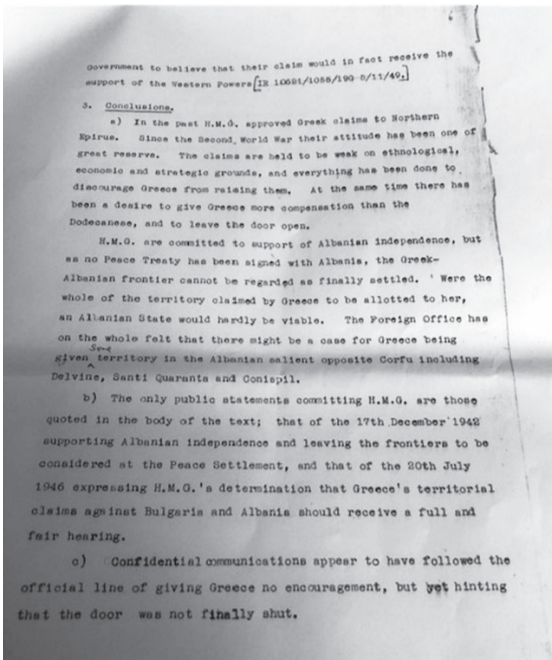 Government to believe that their claim would in fact receive the
support of the Western Powers [IR 10681/1088/190 8/11/49.]
3. Conclusions.
a) In the past H.M.G. approved Greek claims to Northern
Epirus. Since the Second World War their attitude has been one of
great reserve. The claims are held to be weak on ethnological,
economic and strategic grounds, and everything has been done to
discourage Greece from raising them. At the same time there has
been a desire to give Greece more compensation than the
Dodecanese, and to leave the door open.
H.M.G. are committed to support of Albanian independence, but
as no Peace Treaty has been signed with Albania, the Greek-
Albanian frontier cannot be regarded as finally settled. Were the
whole of the territory claimed by Greece to be allotted to her,
an Albanian State would hardly be viable. The Foreign Office has
on the whole felt that there might be a case for Greece being
given some territory in the Albanian salient opposite Corfu including
Delvine, Santi Quaranta and Conispil.
b) The only public statements committing H.M.G. are those
quoted in the body of the text; that of the 17th December 1942
supporting Albanian independence and leaving the frontiers to be
considered at the Peace Settlement, and that of the 20th July
1946 expressing H.M.G.'s determination that Greece's territorial
claims against Bulgaria and Albania should receive a full and
fair hearing.
c) Confidential communications appear to have followed the
official line of giving Greece no encouragement, but yet hinting
that the door was not finally shut.